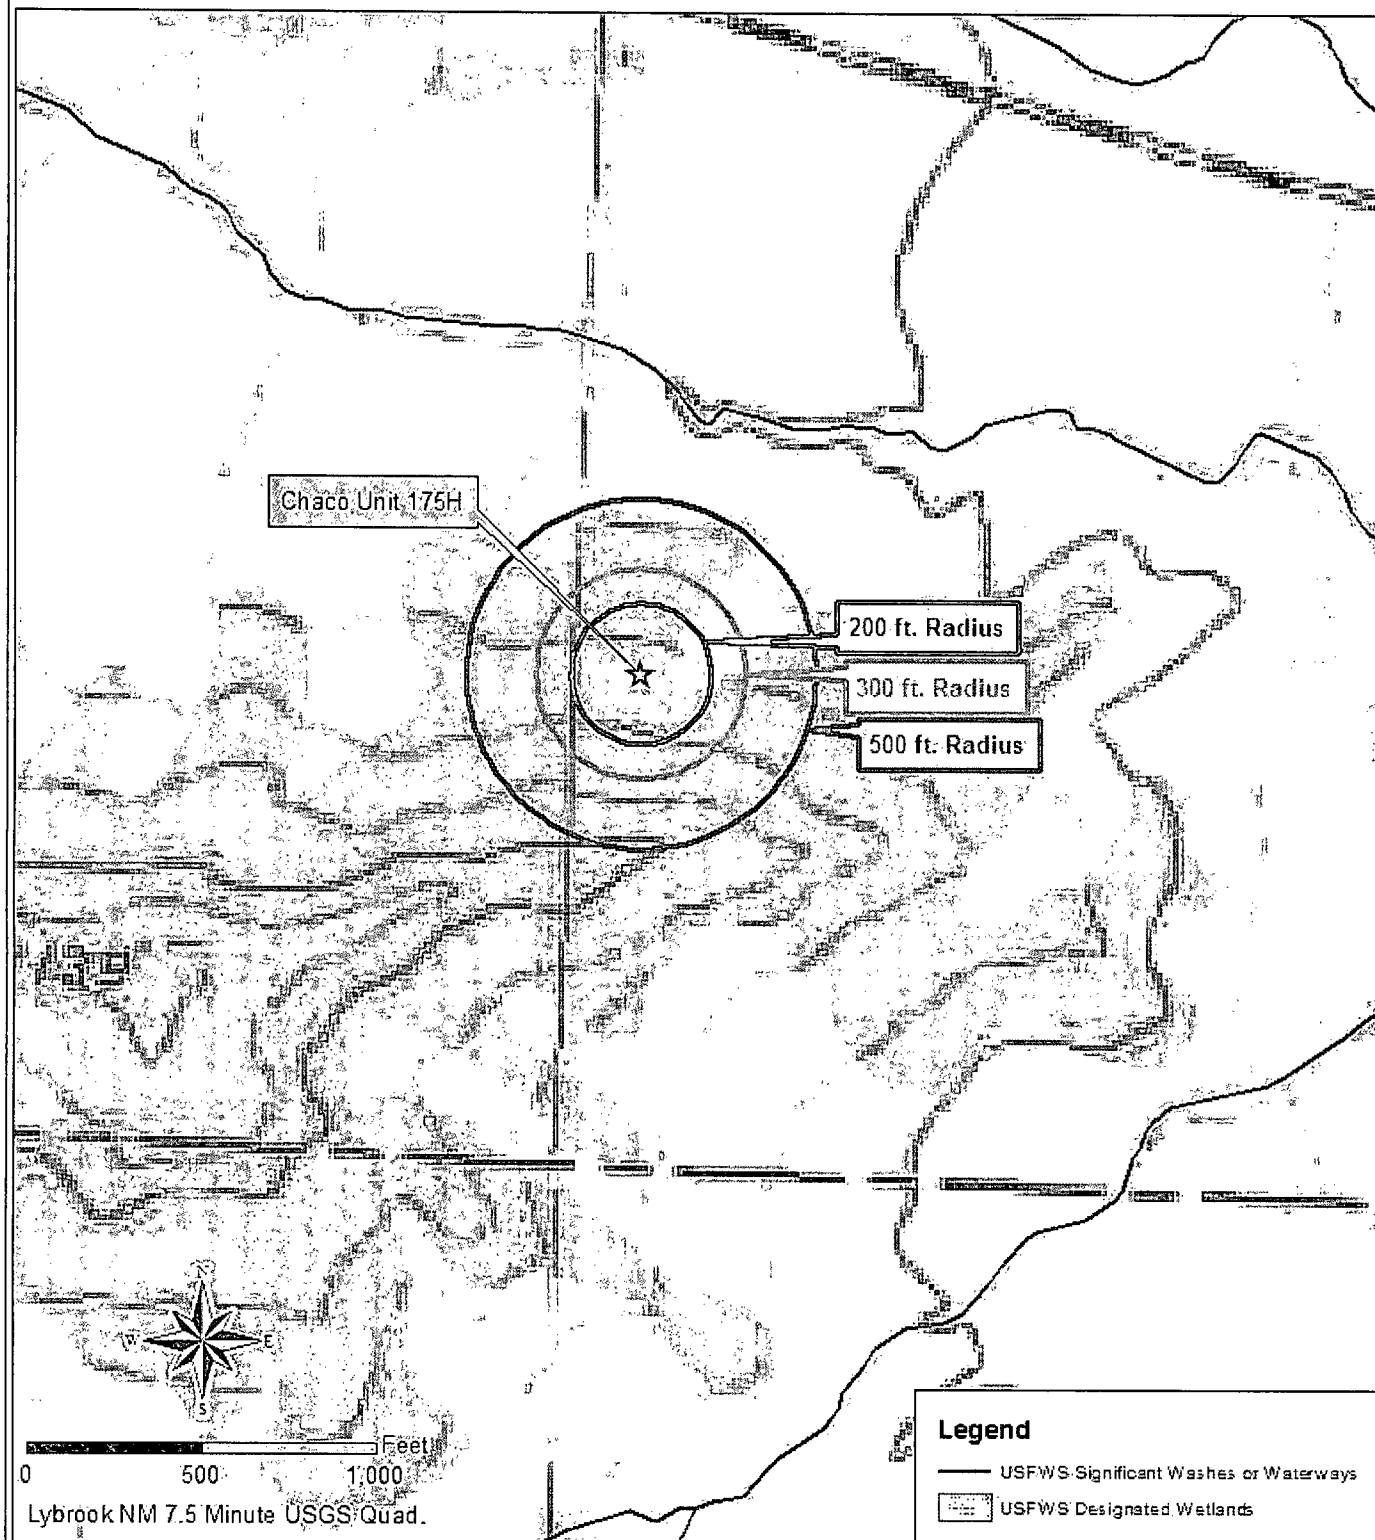 Chaco Unit 175H
200 ft. Radius
300 ft. Radius
500 ft. Radius
N
W E
S
Feet
0 500 1,000
Lybrook NM 7.5 Minute USGS Quad.
Legend
USFWS Significant Washes or Waterways
USFWS Designated Wetlands